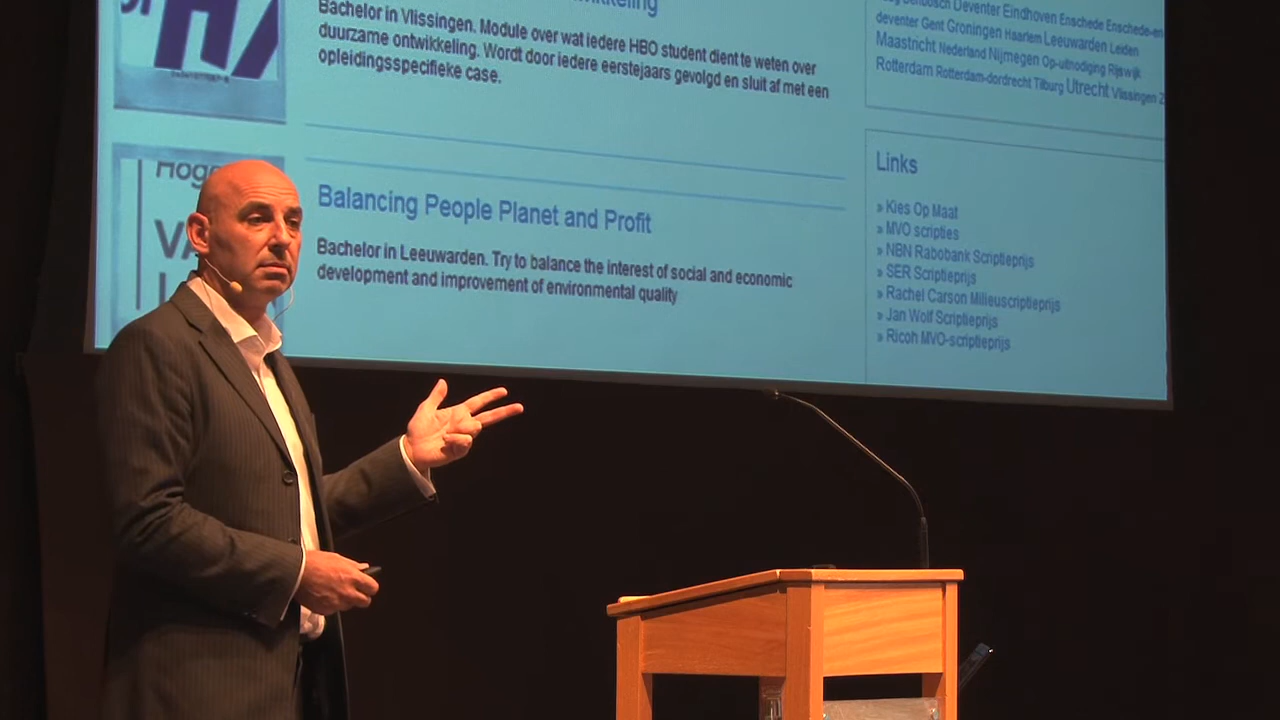 wikkeling
Bachelor in Vlissingen. Module over wat iedere HBO student dient te weten over
duurzame ontwikkeling. Wordt door iedere eerstejaars gevolgd en sluit af met een
opleidingsspecifieke case.
Hog
Balancing People Planet and Profit
Bachelor in Leeuwarden. Try to balance the interest of social and economic
development and improvement of environmental quality
Deventer Eindhoven Enschede Enschede-en
deventer Gent Groningen Haarlem Leeuwarden Leiden
Maastricht Nederland Nijmegen Op-uitnodiging Rijswijk
Rotterdam Rotterdam-dordrecht Tilburg Utrecht Vlissingen Z
Links
» Kies Op Maat
» MVO scripties
» NBN Rabobank Scriptieprijs
» SER Scriptieprijs
» Rachel Carson Milieuscriptieprijs
» Jan Wolf Scriptieprijs
» Ricoh MVO-scriptieprijs